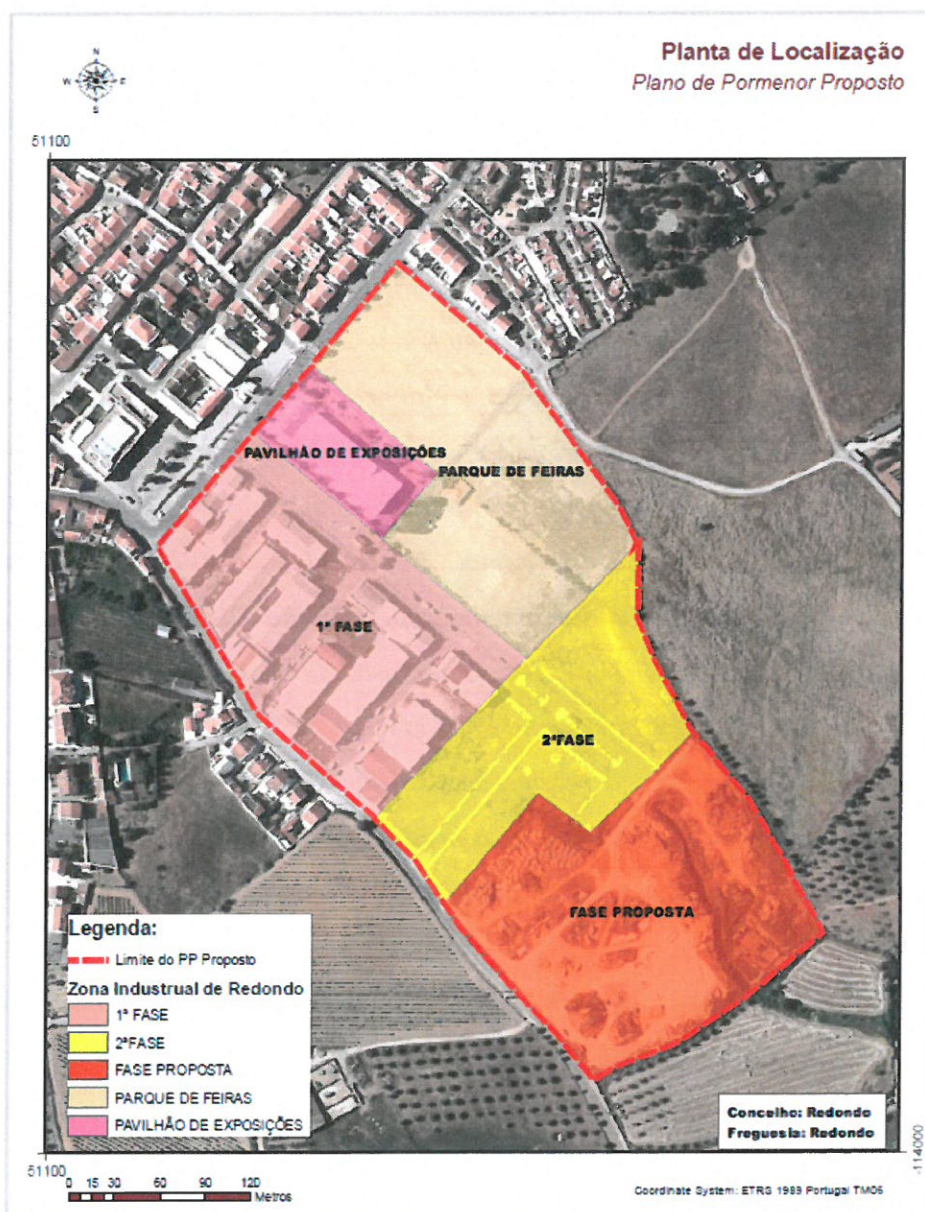 Planta de Localização
Plano de Pormenor Proposto
N
W
E
S
51100
PAVILHÃO DE EXPOSIÇÕES
PARQUE DE FEIRAS
1ª FASE
2ªFASE
FASE PROPOSTA
Legenda:
Limite do PP Proposto
Zona Industrual de Redondo
1ª FASE
2ªFASE
FASE PROPOSTA
PARQUE DE FEIRAS
PAVILHÃO DE EXPOSIÇÕES
Concelho: Redondo
Freguesia: Redondo
-114000
51100
0 15 30 60 90 120
Metros
Coordinate System: ETRS 1989 Portugal TM06